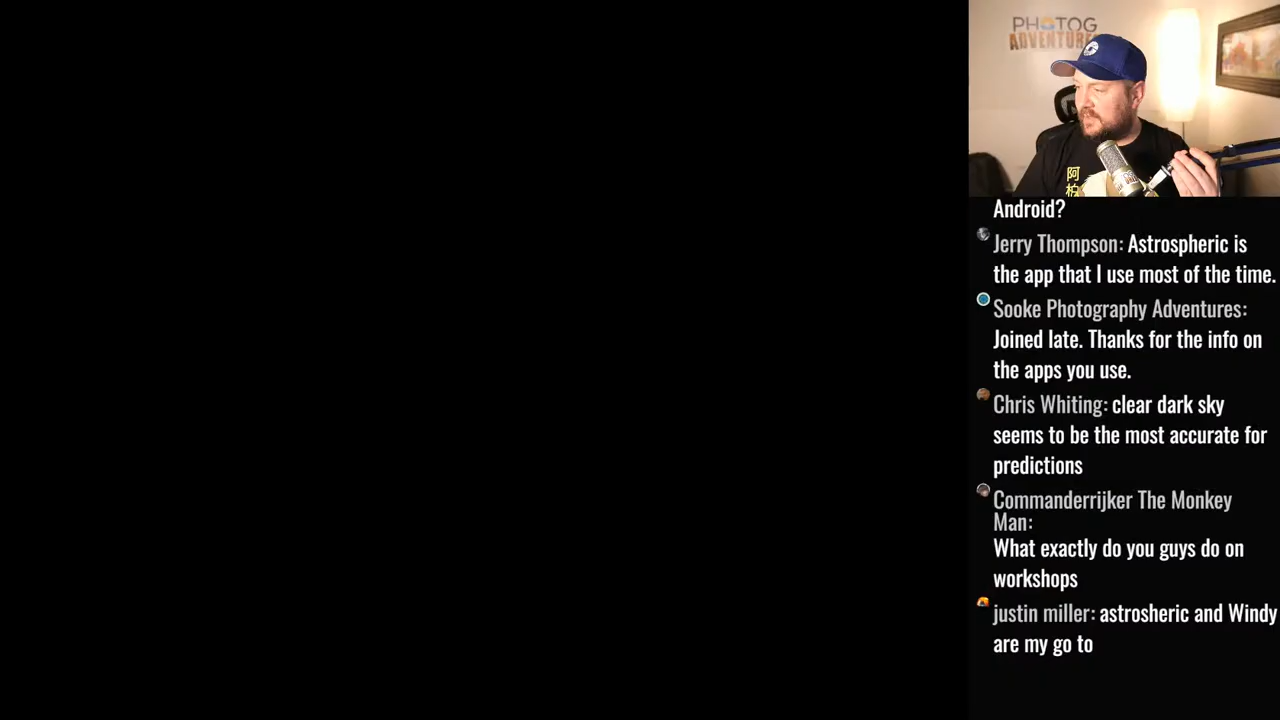 PHOTOG
ADVENTURES
阿
柏
Android?
Jerry Thompson: Astrospheric is
the app that I use most of the time.
Sooke Photography Adventures:
Joined late. Thanks for the info on
the apps you use.
Chris Whiting: clear dark sky
seems to be the most accurate for
predictions
Commanderrijker The Monkey
Man:
What exactly do you guys do on
workshops
justin miller: astrosheric and Windy
are my go to